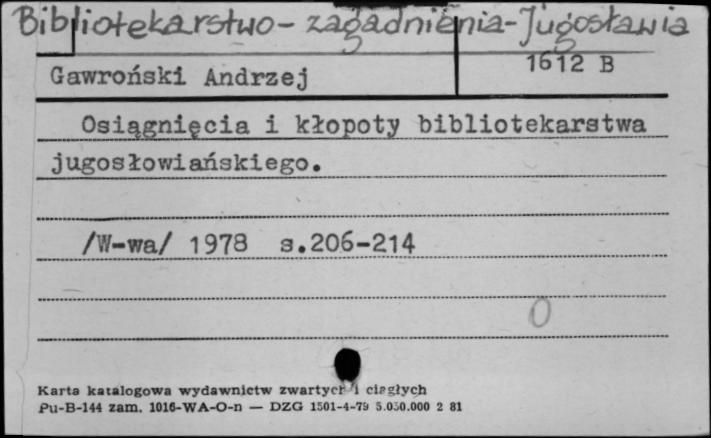 Bibliotekarstwo - zagadnienia - Jugosławia
1612 B
Gawroński Andrzej
Osiągnięcia i kłopoty bibliotekarstwa
jugosłowiańskiego.
/W-wa/ 1978 s.206-214
0
Karta katalogowa wydawnictw zwartych i ciągłych
Pu-B-144 zam. 1016-WA-O-n — DZG 1501-4-79 5.050.000 2 81